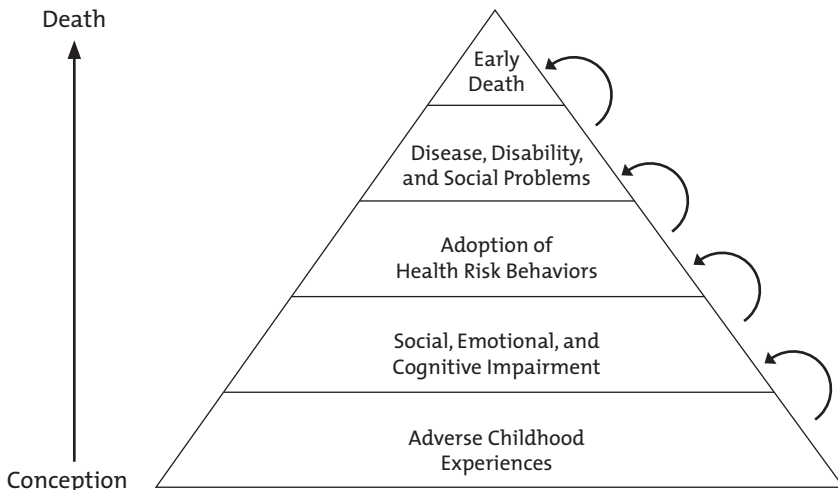 Death
Early
Death
Disease, Disability,
and Social Problems
Adoption of
Health Risk Behaviors
Social, Emotional, and
Cognitive Impairment
Adverse Childhood
Experiences
Conception